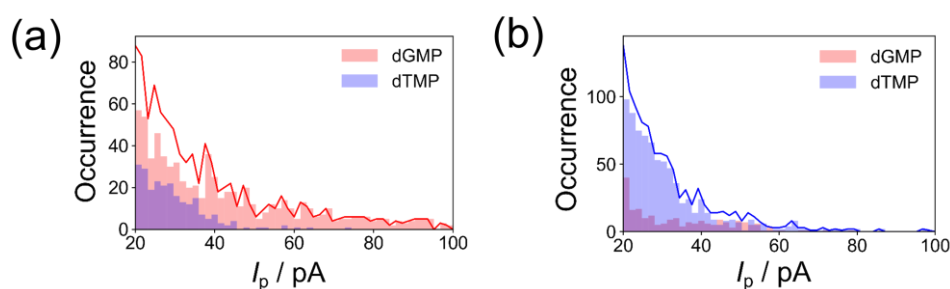 (a)
Occurrence
80
60
40
20
0
dGMP
dTMP
20 40 60 80 100
Ip / pA
(b)
Occurrence
100
50
0
dGMP
dTMP
20 40 60 80 100
Ip / pA